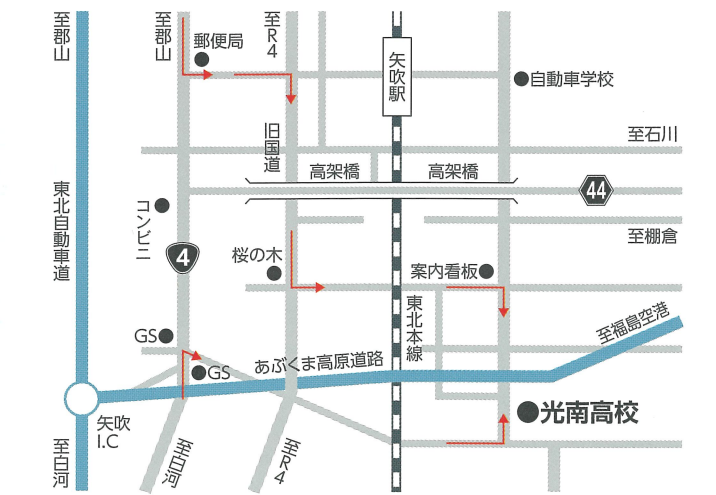 至郡山
至郡山
至R4
郵便局
矢吹駅
自動車学校
旧国道
至石川
高架橋
高架橋
44
東北自動車道
コンビニ
4
桜の木
案内看板
至棚倉
東北本線
GS
GS
あぶくま高原道路
至福島空港
矢吹
I.C
光南高校
至白河
至白河
至R4